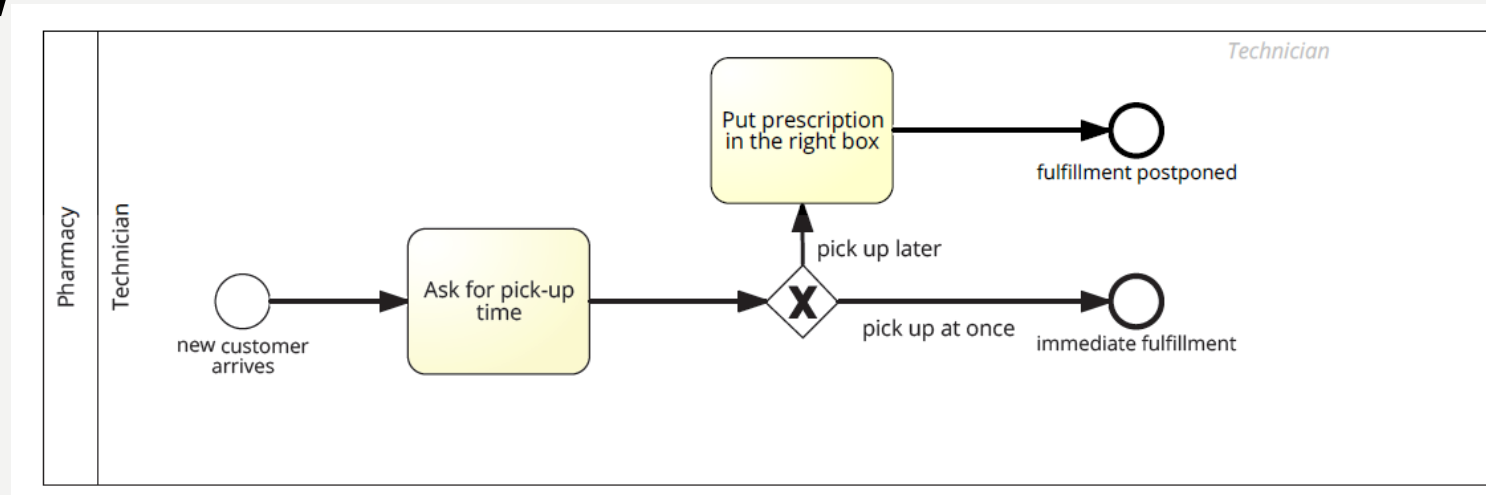 Technician
Pharmacy
Technician
new customer
arrives
Ask for pick-up
time
Put prescription
in the right box
pick up later
pick up at once
fulfillment postponed
immediate fulfillment